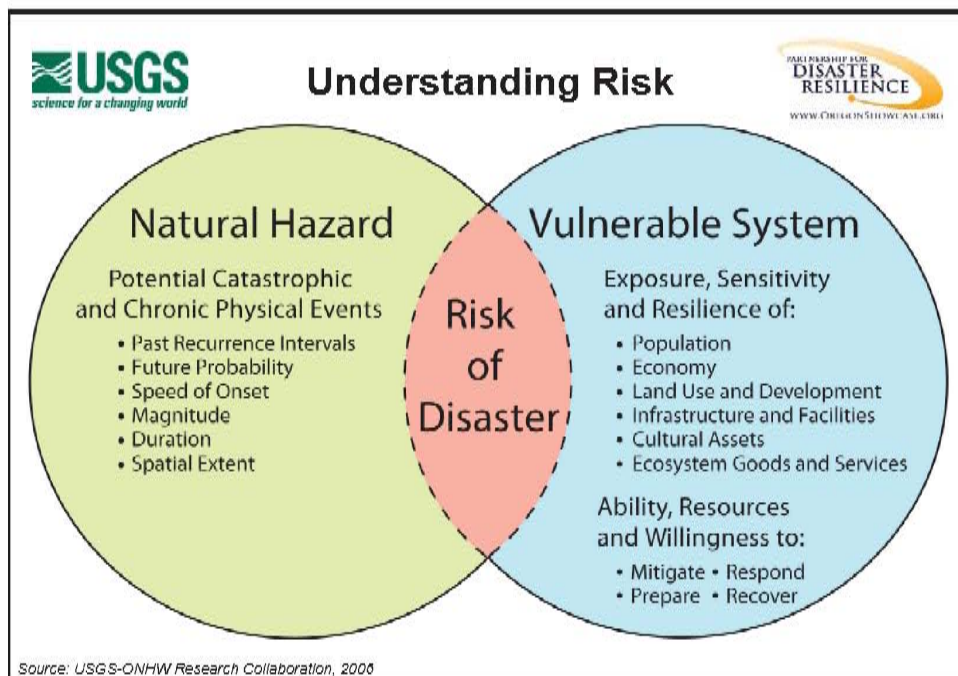 USGS
science for a changing world
Understanding Risk
PARTNERSHIP FOR
DISASTER
RESILIENCE
WWW.OREGONSHOWCASE.ORG
Natural Hazard
Potential Catastrophic
and Chronic Physical Events
• Past Recurrence Intervals
• Future Probability
• Speed of Onset
• Magnitude
• Duration
• Spatial Extent
Risk
of
Disaster
Vulnerable System
Exposure, Sensitivity
and Resilience of:
• Population
• Economy
• Land Use and Development
• Infrastructure and Facilities
• Cultural Assets
• Ecosystem Goods and Services
Ability, Resources
and Willingness to:
• Mitigate • Respond
• Prepare • Recover
Source: USGS-ONHW Research Collaboration, 2006